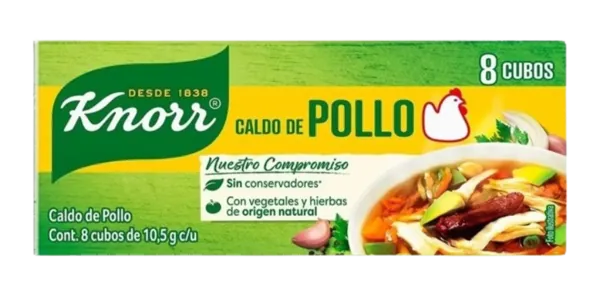 8 CUBOS
DESDE 1838
Knorr®
CALDO DE POLLO
Nuestro Compromiso
Sin conservadores*
Con vegetales y hierbas
de origen natural
Caldo de Pollo
Cont. 8 cubos de 10,5 g c/u